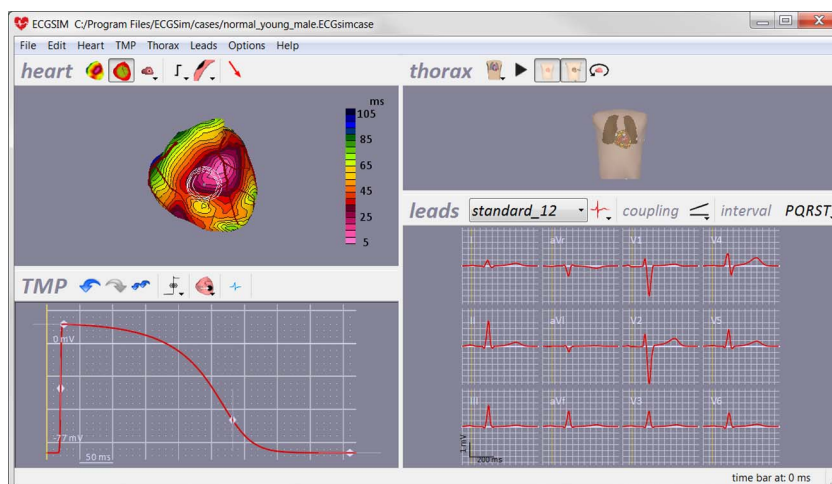 ECGSIM C:/Program Files/ECGSim/cases/normal_young_male.ECGsimcase
File Edit Heart TMP Thorax Leads Options Help
heart
ms
105
85
65
45
25
5
TMP
0 mV
-77 mV
50 ms
thorax
leads standard_12 coupling interval PQRST_
I aVr V1 V4
II aVl V2 V5
III aVf V3 V6
1 mV
200 ms
time bar at: 0 ms